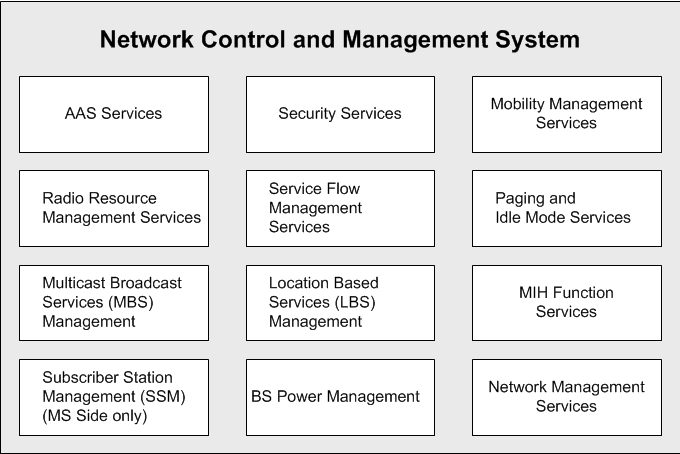 Network Control and Management System
AAS Services
Security Services
Mobility Management
Services
Radio Resource
Management Services
Service Flow
Management
Services
Paging and
Idle Mode Services
Multicast Broadcast
Services (MBS)
Management
Location Based
Services (LBS)
Management
MIH Function
Services
Subscriber Station
Management (SSM)
(MS Side only)
BS Power Management
Network Management
Services